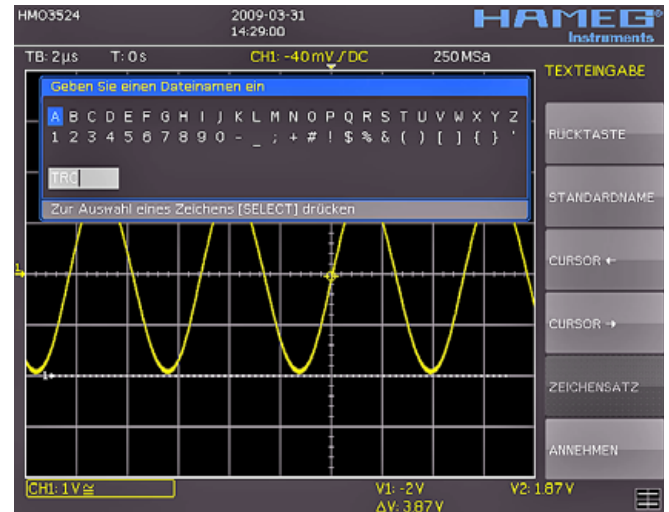 HMO3524
2009-03-31
14:29:00
HAMEG®
Instruments
TB: 2µs T: 0s CH1: -40mV ∫ DC 250MSa
TEXTEINGABE
Geben Sie einen Dateinamen ein
A B C D E F G H I J K L M N O P Q R S T U V W X Y Z
1 2 3 4 5 6 7 8 9 0 - _ ; + # ! $ % & ( ) [ ] { } '
TRC
Zur Auswahl eines Zeichens [SELECT] drücken
RÜCKTASTE
STANDARDNAME
CURSOR ←
CURSOR →
ZEICHENSATZ
ANNEHMEN
1
1
CH1: 1V≅
V1: -2V V2: 1.87V
ΔV: 3.87V